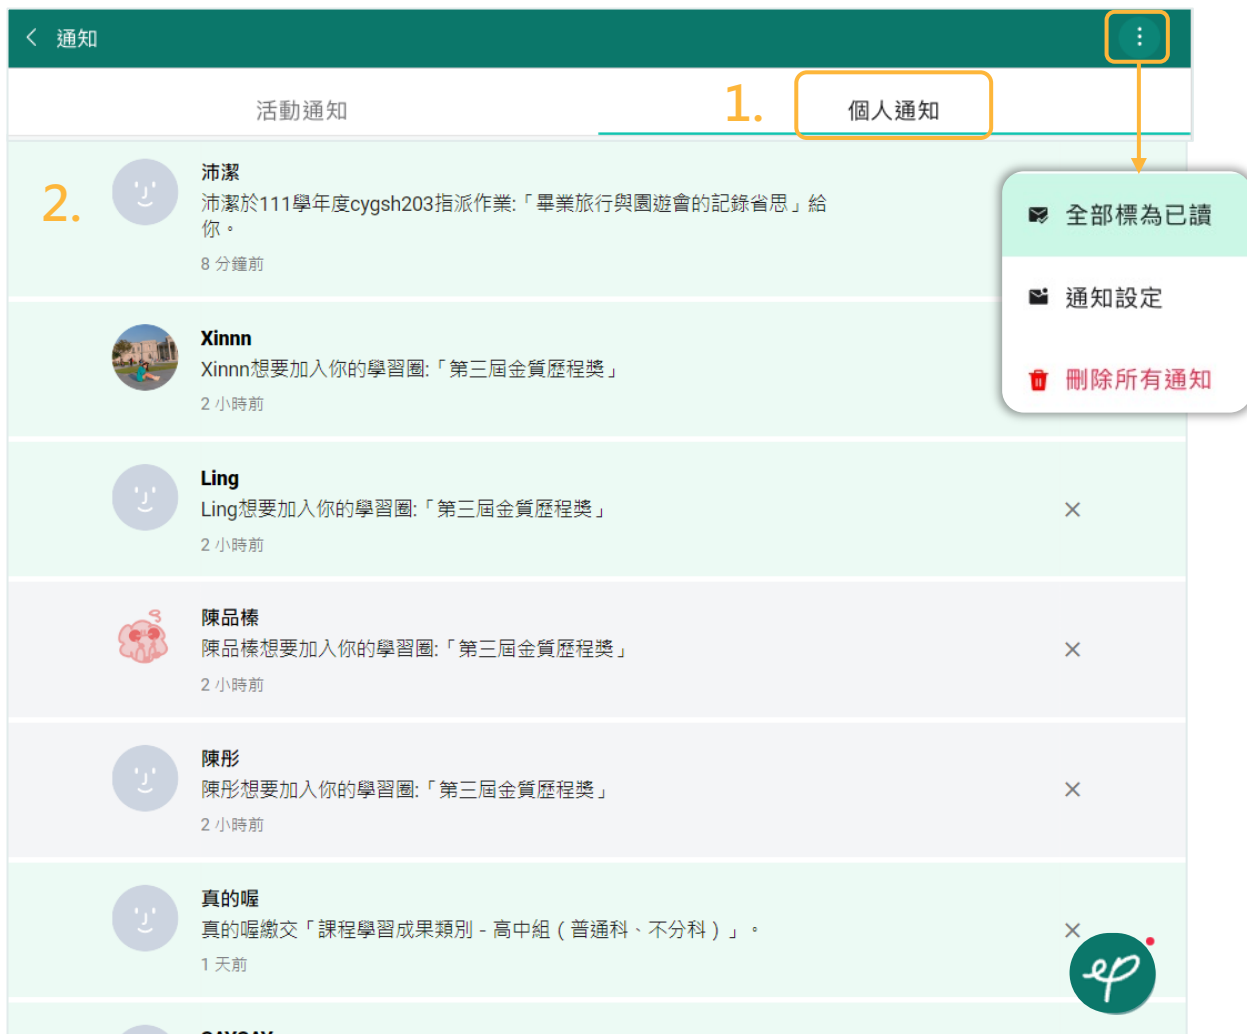 通知
活動通知
1.
個人通知
2.
沛潔
沛潔於111學年度cygsh203指派作業:「畢業旅行與園遊會的記錄省思」給
你。
8 分鐘前
全部標為已讀
通知設定
刪除所有通知
Xinnn
Xinnn想要加入你的學習圈:「第三屆金質歷程獎」
2 小時前
Ling
Ling想要加入你的學習圈:「第三屆金質歷程獎」
2 小時前
陳品榛
陳品榛想要加入你的學習圈:「第三屆金質歷程獎」
2 小時前
陳彤
陳彤想要加入你的學習圈:「第三屆金質歷程獎」
2 小時前
真的喔
真的喔繳交「課程學習成果類別 - 高中組（普通科、不分科）」。
1 天前
ep